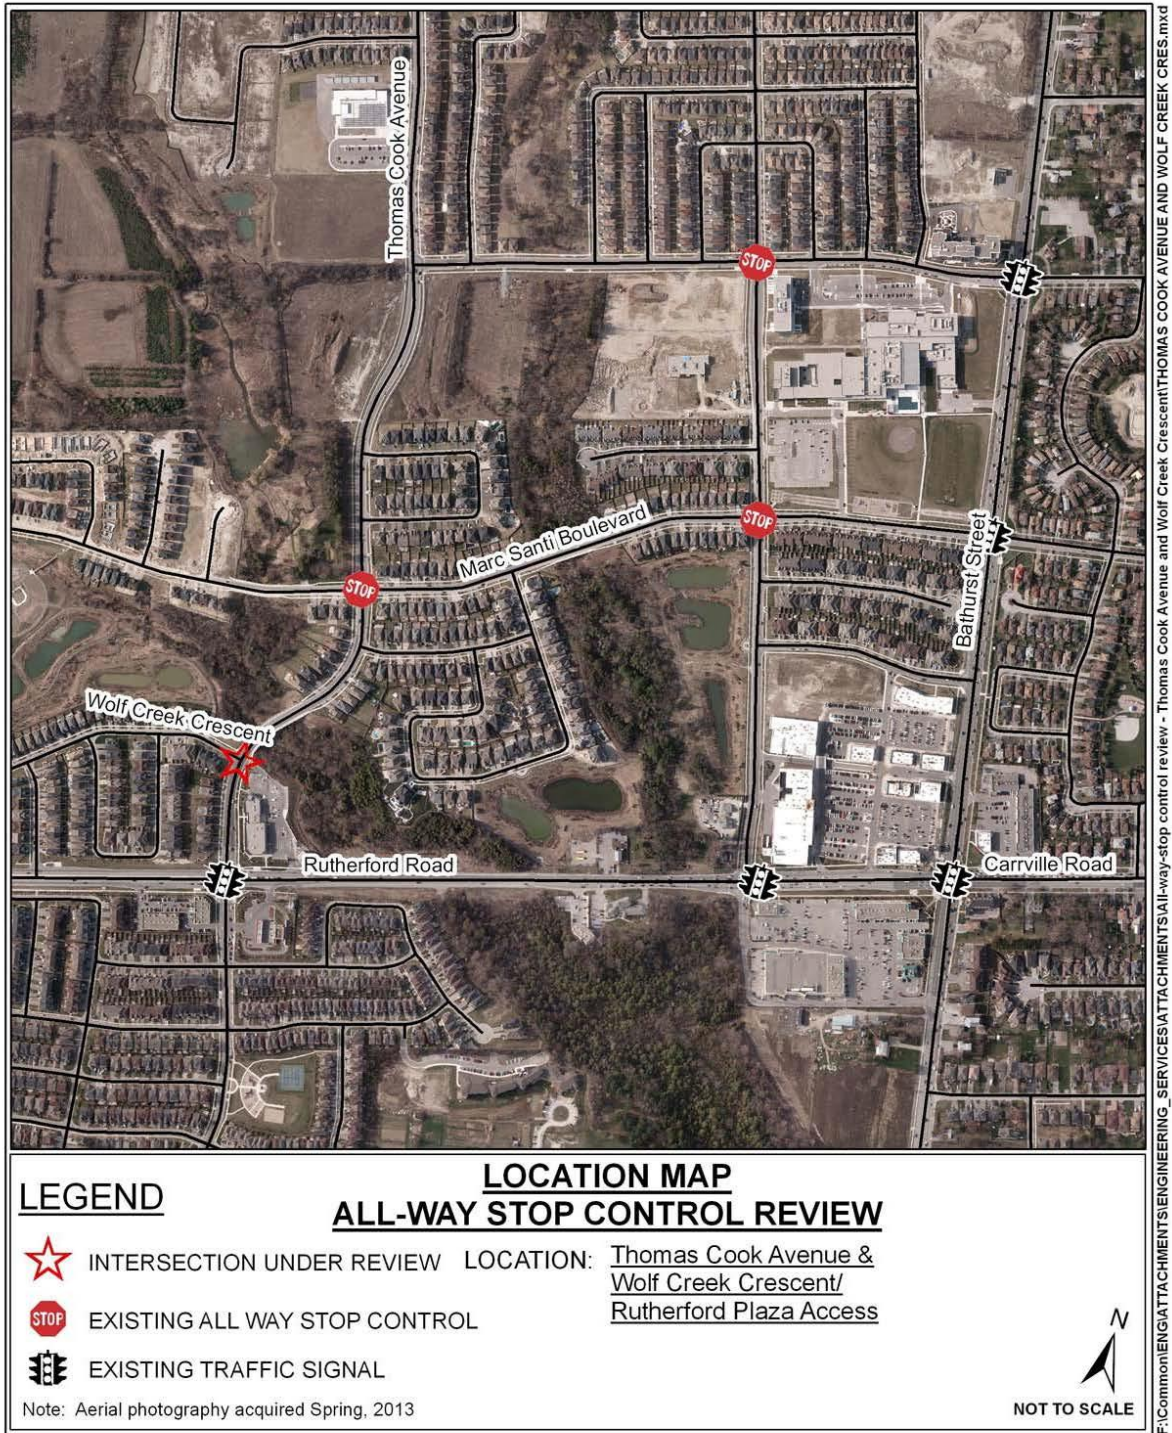 Thomas Cook Avenue
STOP
Marc Santi Boulevard
STOP
Bathurst Street
STOP
Wolf Creek Crescent
Rutherford Road
Carrville Road
LEGEND
LOCATION MAP
ALL-WAY STOP CONTROL REVIEW
INTERSECTION UNDER REVIEW
LOCATION: Thomas Cook Avenue &
Wolf Creek Crescent/
Rutherford Plaza Access
STOP
EXISTING ALL WAY STOP CONTROL
EXISTING TRAFFIC SIGNAL
Note: Aerial photography acquired Spring, 2013
N
NOT TO SCALE
F:\Common\ENG\ATTACHMENTS\ENGINEERING_SERVICES\ATTACHMENTS\All-way-stop control review - Thomas Cook Avenue and Wolf Creek Crescent\THOMAS COOK AVENUE AND WOLF CREEK CRES.mxd